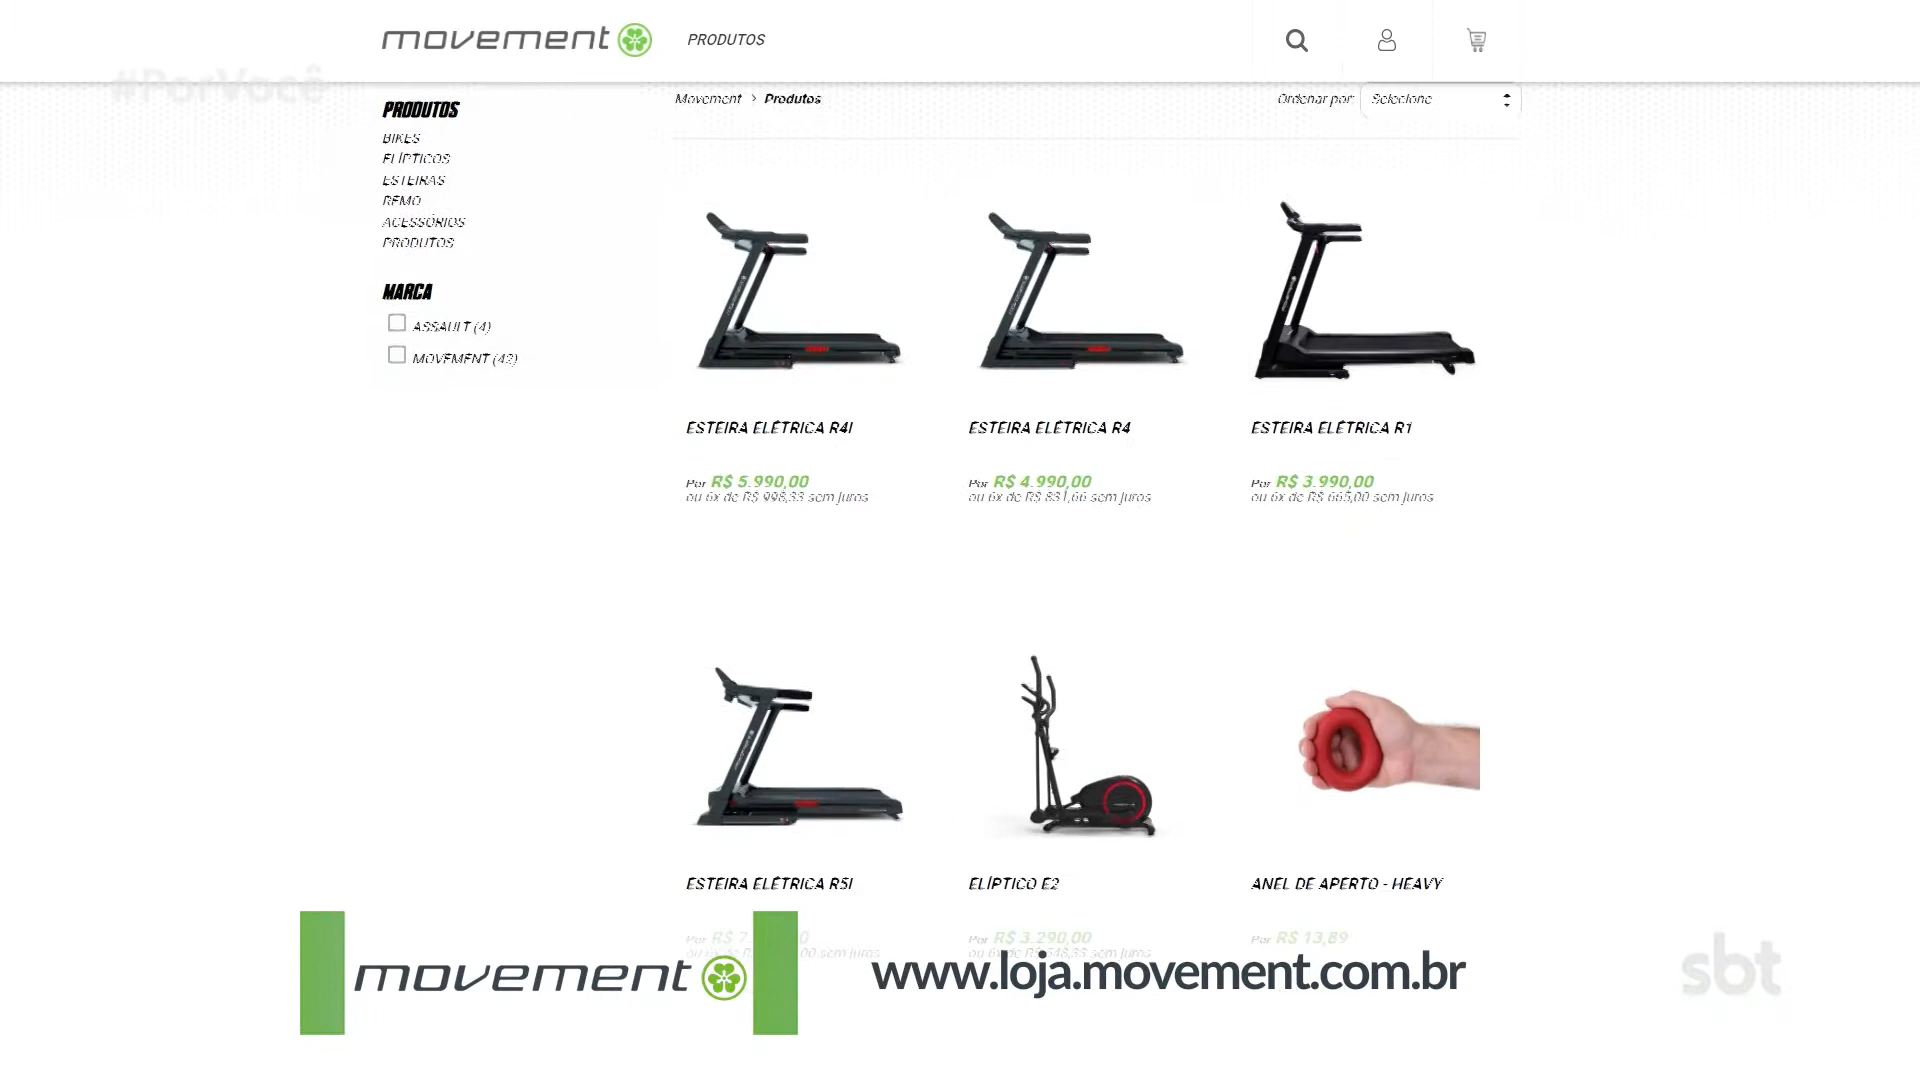 movement
PRODUTOS
#PorVocê
PRODUTOS
BIKES
ELÍPTICOS
ESTEIRAS
REMO
ACESSÓRIOS
PRODUTOS
MARCA
ASSAULT (4)
MOVEMENT (42)
Movement > Produtos
Ordenar por: Selecione
ESTEIRA ELÉTRICA R4I
Por R$ 5.990,00
ou 6x de R$ 998,33 sem juros
ESTEIRA ELÉTRICA R4
Por R$ 4.990,00
ou 6x de R$ 831,66 sem juros
ESTEIRA ELÉTRICA R1
Por R$ 3.990,00
ou 6x de R$ 665,00 sem juros
ESTEIRA ELÉTRICA R5I
Por R$
ELÍPTICO E2
Por R$ 3.290,00
ou 6x de R$ 548,33 sem juros
ANEL DE APERTO - HEAVY
Por R$ 13,89
movement
www.loja.movement.com.br
sbt